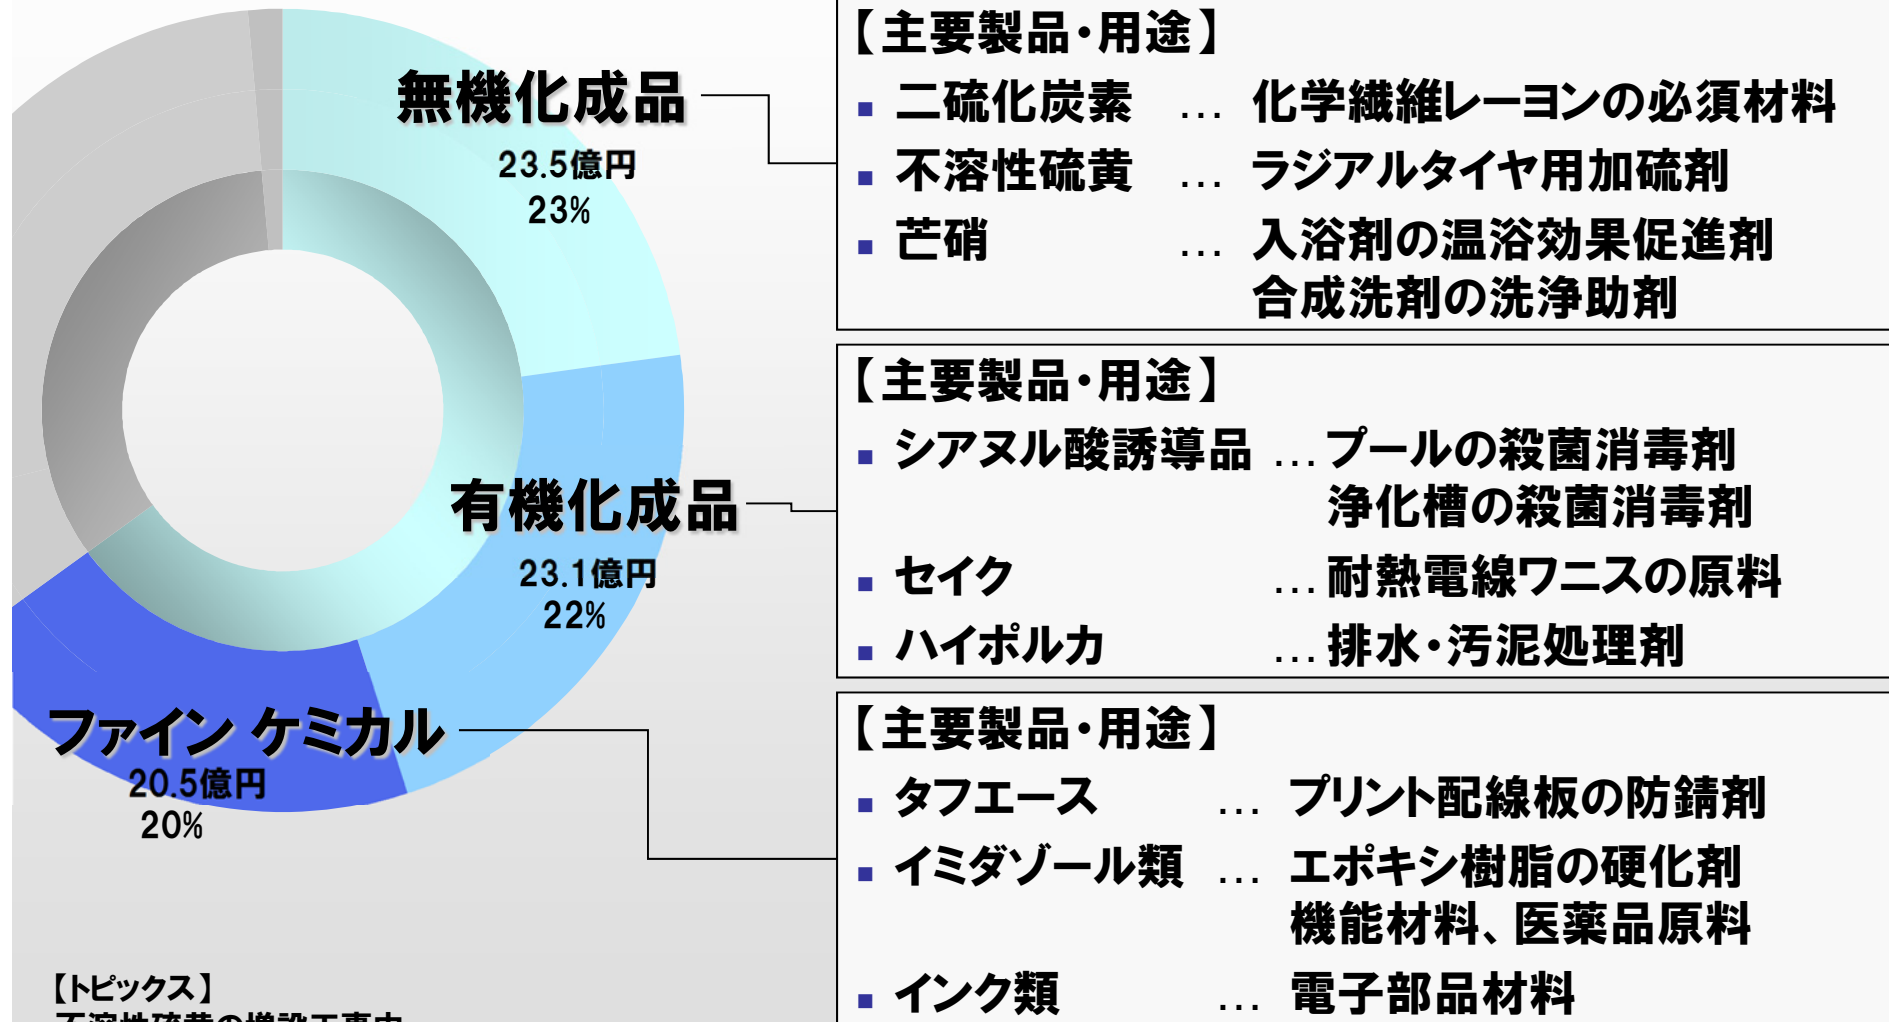 無機化成品
23.5億円
23%
【主要製品・用途】
二硫化炭素 … 化学繊維レーヨンの必須材料
不溶性硫黄 … ラジアルタイヤ用加硫剤
芒硝 … 入浴剤の温浴効果促進剤
合成洗剤の洗浄助剤
有機化成品
23.1億円
22%
【主要製品・用途】
シアヌル酸誘導品 …プールの殺菌消毒剤
浄化槽の殺菌消毒剤
セイク …耐熱電線ワニスの原料
ハイポルカ …排水・汚泥処理剤
ファイン ケミカル
20.5億円
20%
【主要製品・用途】
タフエース … プリント配線板の防錆剤
イミダゾール類 … エポキシ樹脂の硬化剤
機能材料、医薬品原料
インク類 … 電子部品材料
【トピックス】
不溶性硫黄の増設工事中